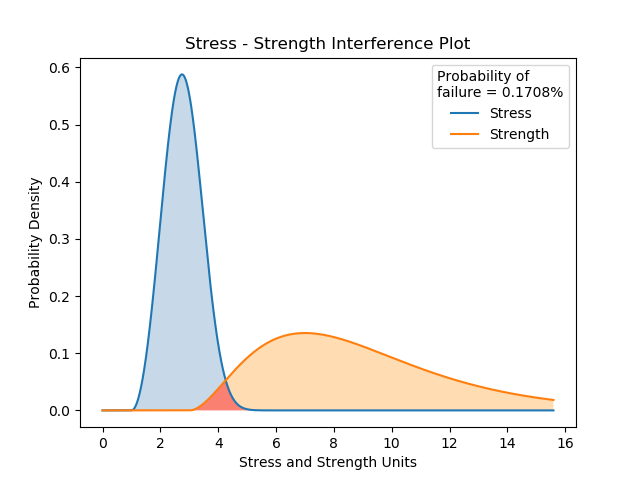 Stress - Strength Interference Plot
Probability of
failure = 0.1708%
Stress
Strength
Probability Density
0.6
0.5
0.4
0.3
0.2
0.1
0.0
0 2 4 6 8 10 12 14 16
Stress and Strength Units